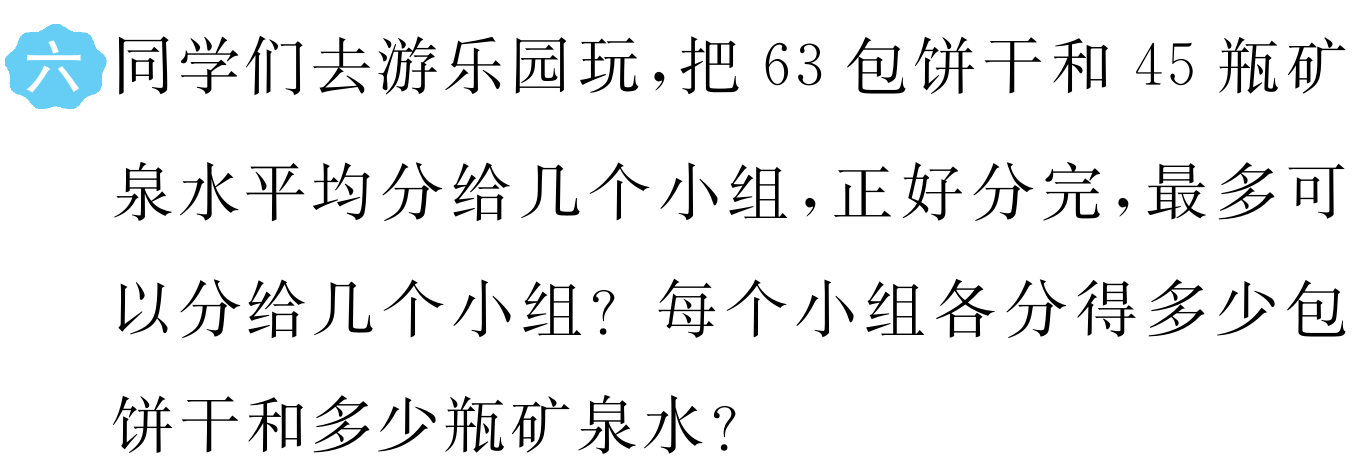 六 同学们去游乐园玩,把 63 包饼干和 45 瓶矿
泉水平均分给几个小组,正好分完,最多可
以分给几个小组? 每个小组各分得多少包
饼干和多少瓶矿泉水?